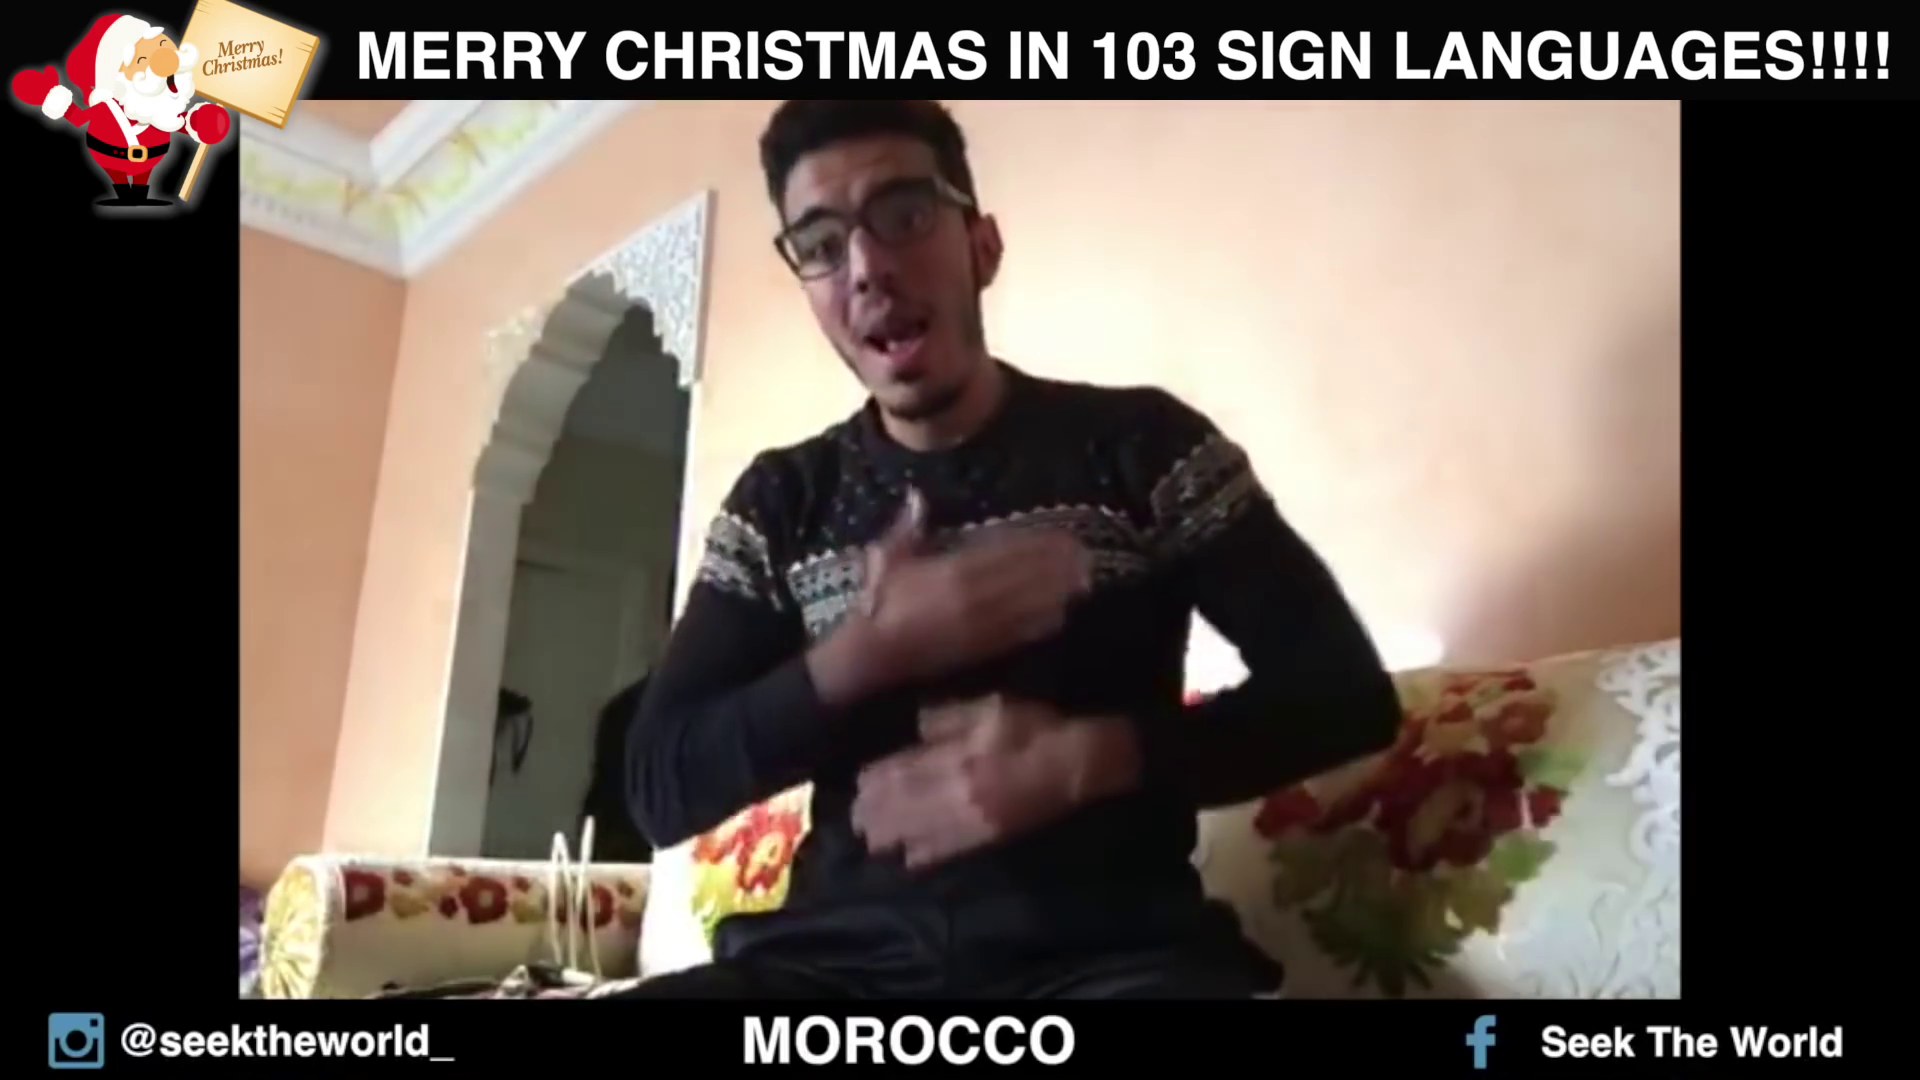 Merry
Christmas!
MERRY CHRISTMAS IN 103 SIGN LANGUAGES!!!!
@seektheworld_
MOROCCO
Seek The World